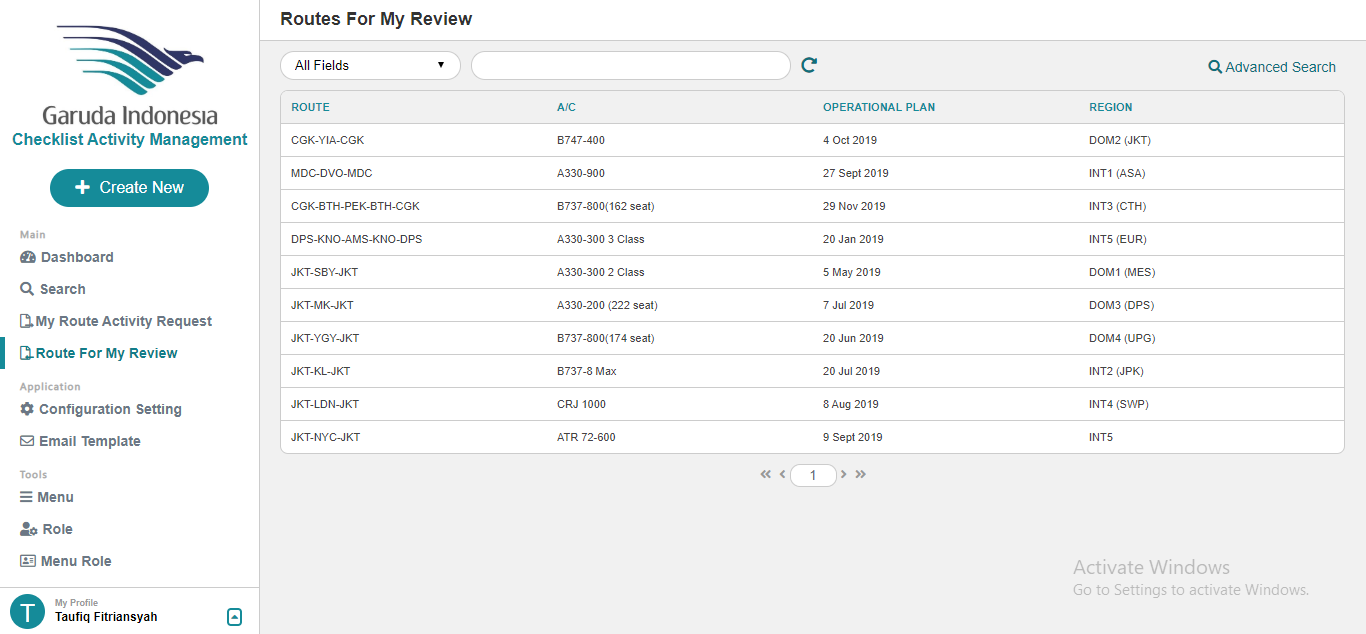 Garuda Indonesia
Checklist Activity Management
Create New
Main
Dashboard
Search
My Route Activity Request
Route For My Review
Application
Configuration Setting
Email Template
Tools
Menu
Role
Menu Role
T
My Profile
Taufiq Fitriansyah
Routes For My Review
All Fields
Advanced Search
ROUTE A/C OPERATIONAL PLAN REGION
CGK-YIA-CGK B747-400 4 Oct 2019 DOM2 (JKT)
MDC-DVO-MDC A330-900 27 Sept 2019 INT1 (ASA)
CGK-BTH-PEK-BTH-CGK B737-800(162 seat) 29 Nov 2019 INT3 (CTH)
DPS-KNO-AMS-KNO-DPS A330-300 3 Class 20 Jan 2019 INT5 (EUR)
JKT-SBY-JKT A330-300 2 Class 5 May 2019 DOM1 (MES)
JKT-MK-JKT A330-200 (222 seat) 7 Jul 2019 DOM3 (DPS)
JKT-YGY-JKT B737-800(174 seat) 20 Jun 2019 DOM4 (UPG)
JKT-KL-JKT B737-8 Max 20 Jul 2019 INT2 (JPK)
JKT-LDN-JKT CRJ 1000 8 Aug 2019 INT4 (SWP)
JKT-NYC-JKT ATR 72-600 9 Sept 2019 INT5
1
Activate Windows
Go to Settings to activate Windows.